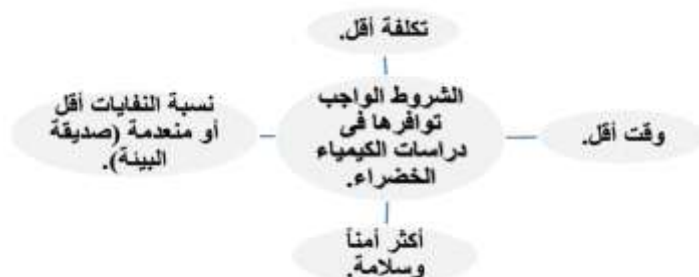 تكلفة أقل.
الشروط الواجب
توافرها فى
دراسات الكيمياء
الخضراء.
وقت أقل.
نسبة النفايات أقل
أو منعدمة (صديقة
البيئة).
أكثر أمناً
وسلامة.